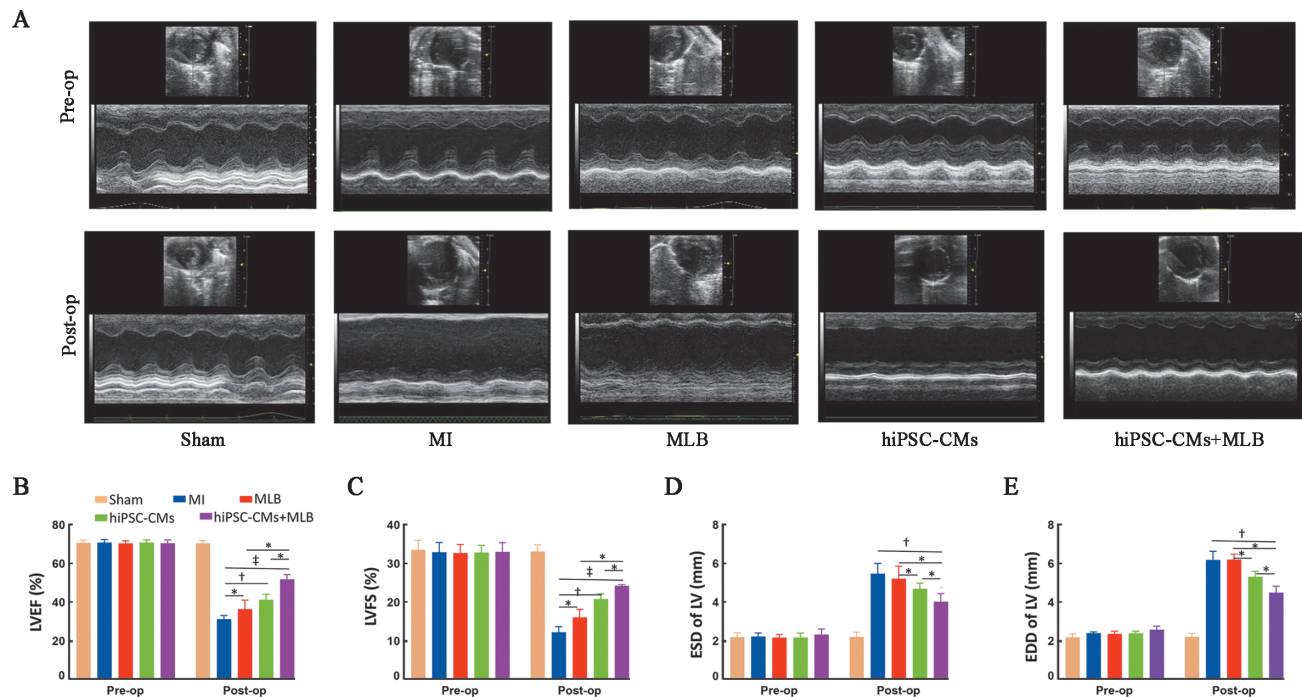 A
Pre-op
Post-op
Sham
MI
MLB
hiPSC-CMs
hiPSC-CMs+MLB
B
Sham
MI
MLB
hiPSC-CMs
hiPSC-CMs+MLB
LVEF (%)
80
60
40
20
0
*
‡
*
†
*
Pre-op
Post-op
C
LVFS (%)
40
30
20
10
0
*
‡
*
†
*
Pre-op
Post-op
D
ESD of LV (mm)
8
6
4
2
0
†
*
*
*
Pre-op
Post-op
E
EDD of LV (mm)
8
6
4
2
0
†
*
*
*
Pre-op
Post-op